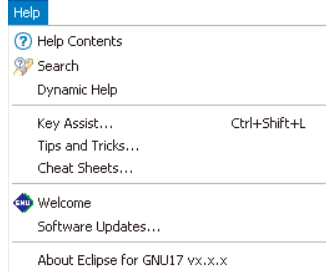 Help
Help Contents
Search
Dynamic Help
Key Assist... Ctrl+Shift+L
Tips and Tricks...
Cheat Sheets...
GNU Welcome
Software Updates...
About Eclipse for GNU17 vx.x.x